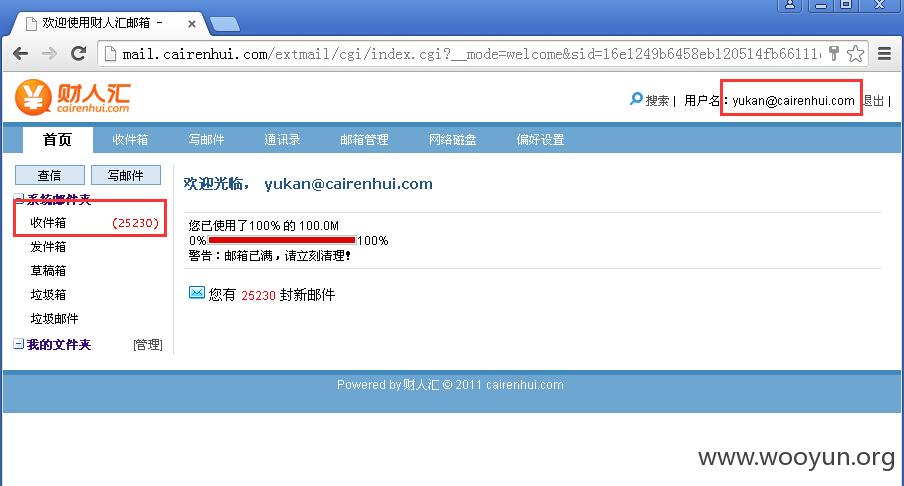 欢迎使用财人汇邮箱 -
mail.cairenhui.com/extmail/cgi/index.cgi?__mode=welcome&sid=16e1249b6458eb120514fb66111
财人汇
cairenhui.com
搜索 | 用户名：yukan@cairenhui.com 退出 |
首页 收件箱 写邮件 通讯录 邮箱管理 网络磁盘 偏好设置
查信 写邮件
系统邮件夹
收件箱 (25230)
发件箱
草稿箱
垃圾箱
垃圾邮件
我的文件夹 [管理]
欢迎光临， yukan@cairenhui.com
您已使用了100% 的 100.0M
0% 100%
警告：邮箱已满，请立刻清理！
您有 25230 封新邮件
Powered by 财人汇 © 2011 cairenhui.com
www.wooyun.org